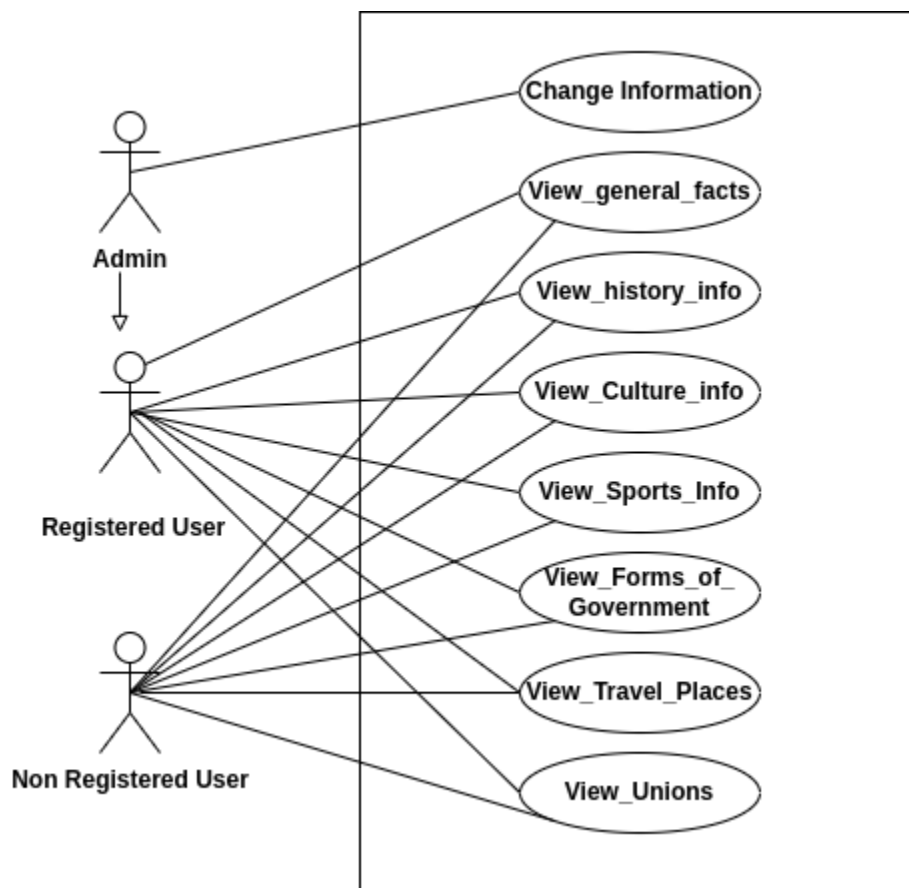 Change Information
Admin
View_general_facts
View_history_info
View_Culture_info
Registered User
View_Sports_Info
View_Forms_of_
Government
View_Travel_Places
Non Registered User
View_Unions